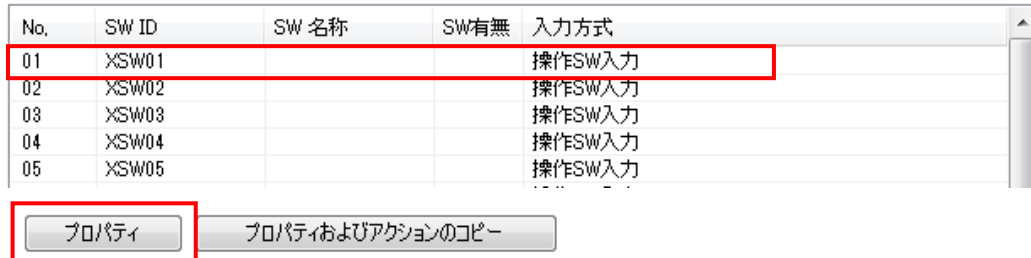 No. SW ID SW 名称 SW有無 入力方式
01 XSW01 操作SW入力
02 XSW02 操作SW入力
03 XSW03 操作SW入力
04 XSW04 操作SW入力
05 XSW05 操作SW入力
プロパティ プロパティおよびアクションのコピー